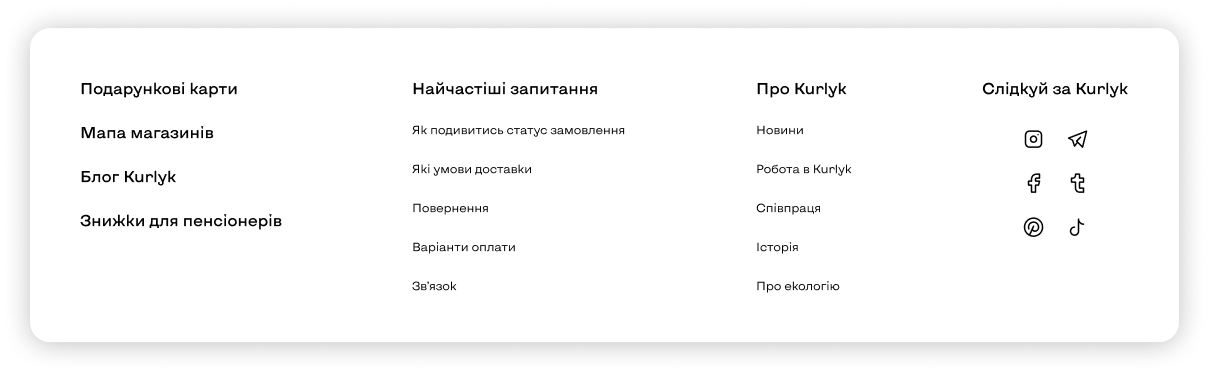 Подарункові карти
Мапа магазинів
Блог Kurlyk
Знижки для пенсіонерів
Найчастіші запитання
Як подивитись статус замовлення
Які умови доставки
Повернення
Варіанти оплати
Зв'язок
Про Kurlyk
Новини
Робота в Kurlyk
Співпраця
Історія
Про екологію
Слідкуй за Kurlyk